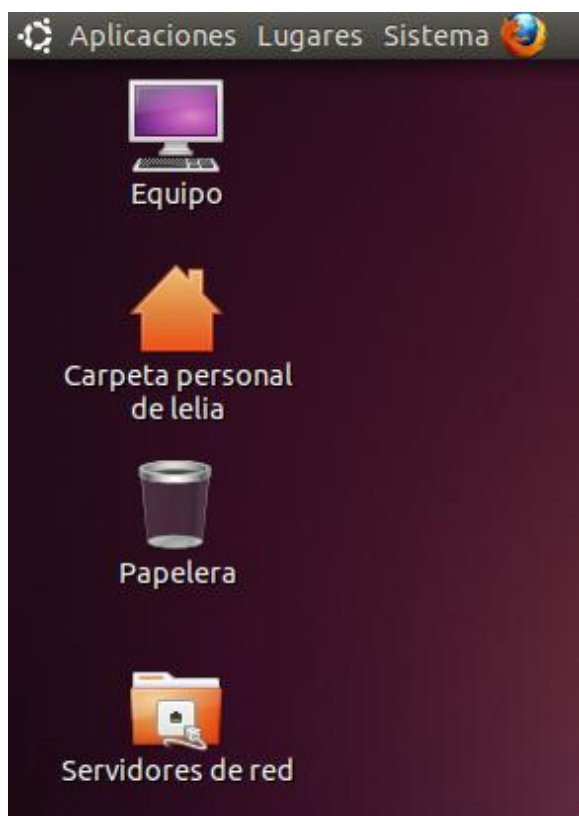 Aplicaciones Lugares Sistema
Equipo
Carpeta personal
de lelia
Papelera
Servidores de red